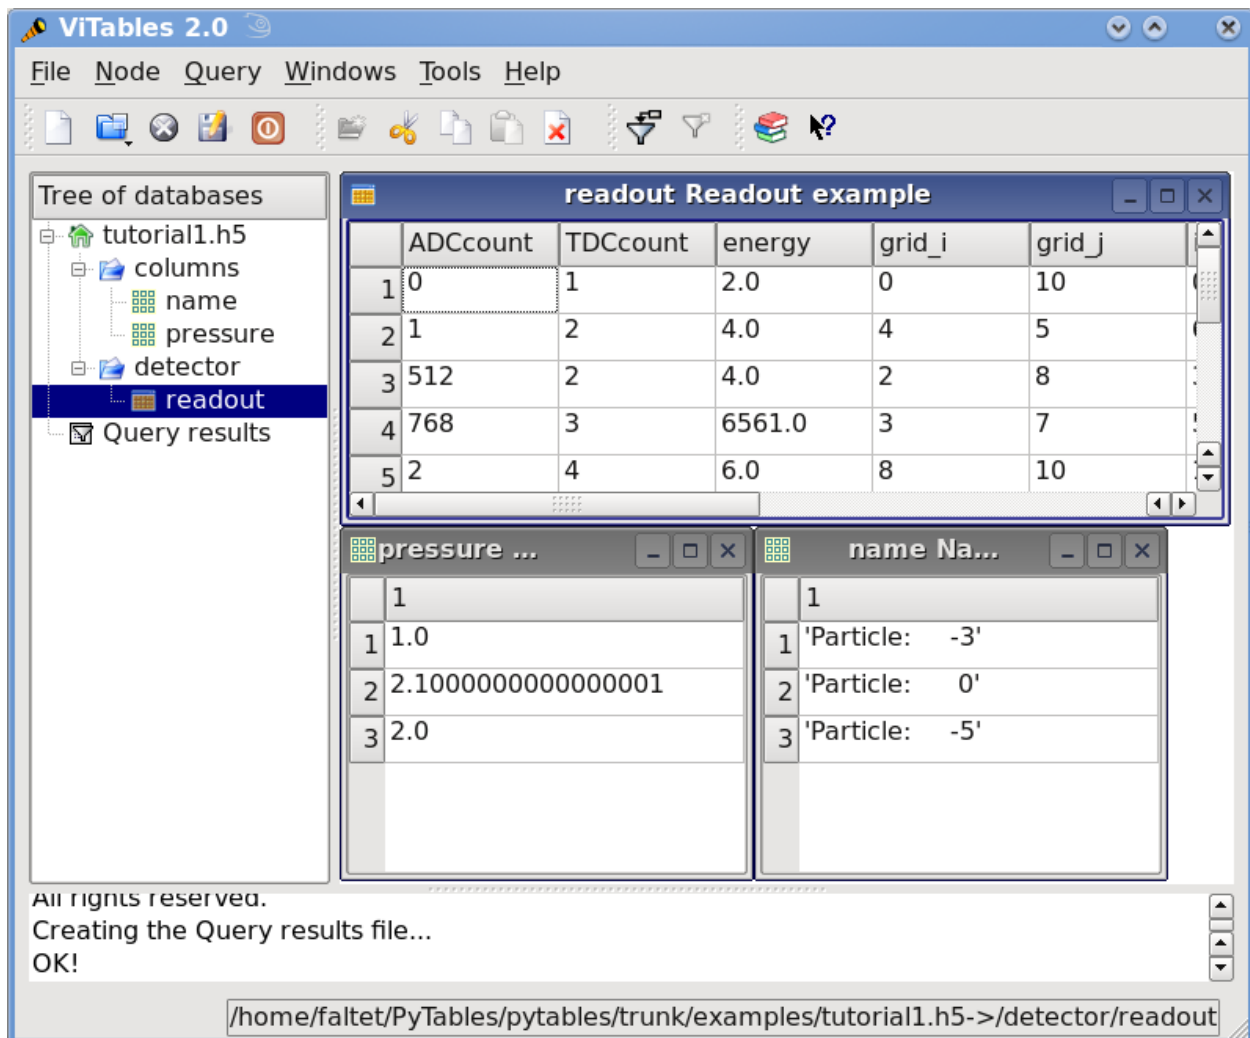 ViTables 2.0
File Node Query Windows Tools Help
Tree of databases
tutorial1.h5
columns
name
pressure
detector
readout
Query results
readout Readout example
ADCcount TDCcount energy grid_i grid_j
1 0 1 2.0 0 10
2 1 2 4.0 4 5
3 512 2 4.0 2 8
4 768 3 6561.0 3 7
5 2 4 6.0 8 10
pressure ...
1
1 1.0
2 2.1000000000000001
3 2.0
name Na...
1
1 'Particle:     -3'
2 'Particle:      0'
3 'Particle:     -5'
All rights reserved.
Creating the Query results file...
OK!
/home/faltet/PyTables/pytables/trunk/examples/tutorial1.h5->/detector/readout